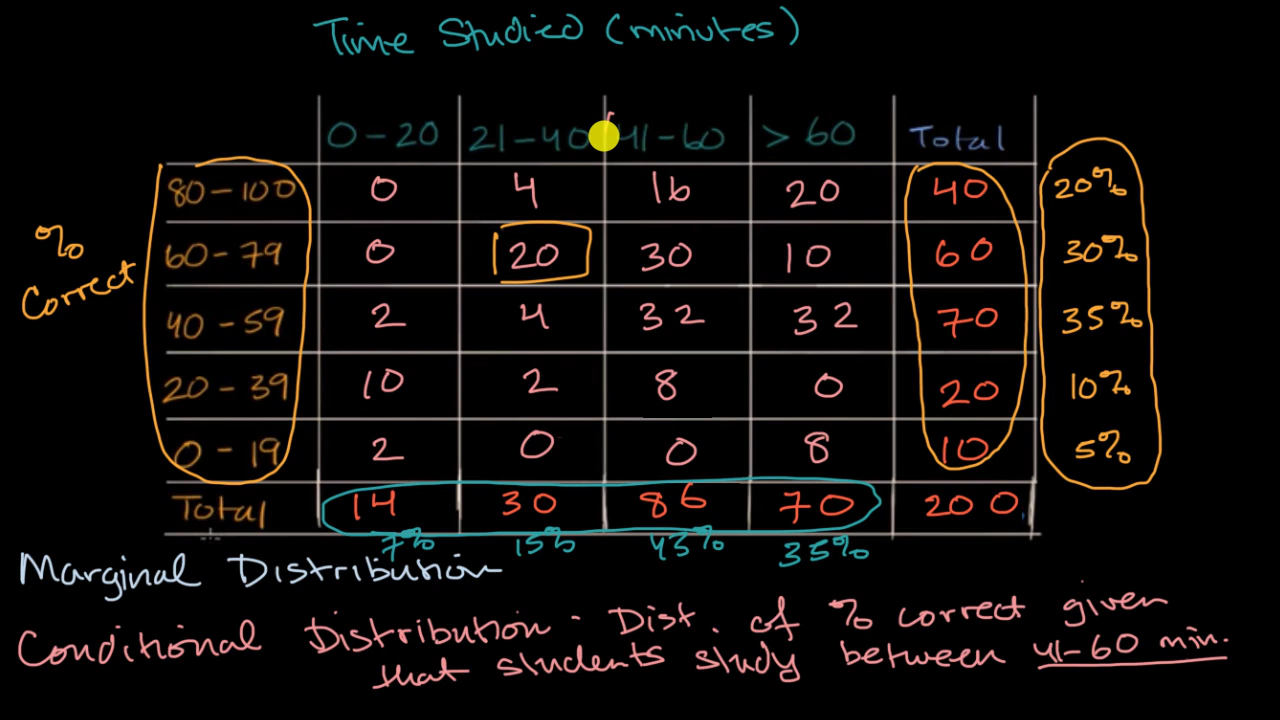 Time Studied (minutes)
0-20 21-40 41-60 > 60 Total
80-100 0 4 16 20 40 20%
60-79 0 20 30 10 60 30%
40-59 2 4 32 32 70 35%
20-39 10 2 8 0 20 10%
0-19 2 0 0 8 10 5%
% Correct
Total 14 30 86 70 200
7% 15% 43% 35%
Marginal Distribution
Conditional Distribution - Dist. of % correct given
that students study between 41-60 min.